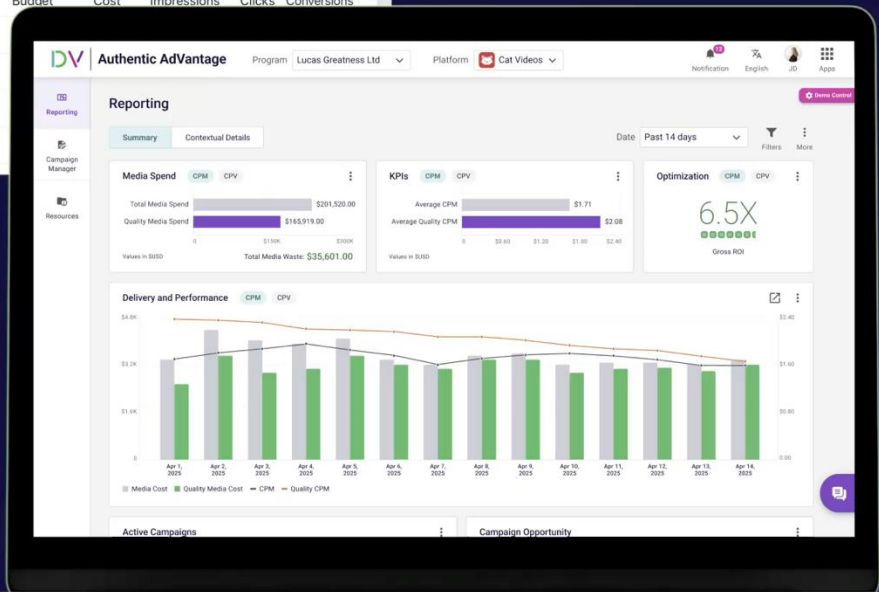 Budget Cost Impressions Clicks Conversions
DV Authentic AdVantage Program Lucas Greatness Ltd Platform Cat Videos 12 Notification English JD Apps
Demo Control
Reporting
Campaign
Manager
Resources
Reporting
Summary Contextual Details Date Past 14 days Filters More
Media Spend CPM CPV
Total Media Spend $201,520.00
Quality Media Spend $165,919.00
0 $150K $300K
Values in $USD Total Media Waste: $35,601.00
KPIs CPM CPV
Average CPM $1.71
Average Quality CPM $2.08
0 $0.60 $1.20 $1.80 $2.40
Values in $USD
Optimization CPM CPV
6.5X
Gross ROI
Delivery and Performance CPM CPV
$4.8K $2.40
$3.2K $1.60
$1.6K $0.80
0 0.00
Apr 1, Apr 2, Apr 3, Apr 4, Apr 5, Apr 6, Apr 7, Apr 8, Apr 9, Apr 10, Apr 11, Apr 12, Apr 13, Apr 14,
2025 2025 2025 2025 2025 2025 2025 2025 2025 2025 2025 2025 2025 2025
Media Cost Quality Media Cost CPM Quality CPM
Active Campaigns Campaign Opportunity